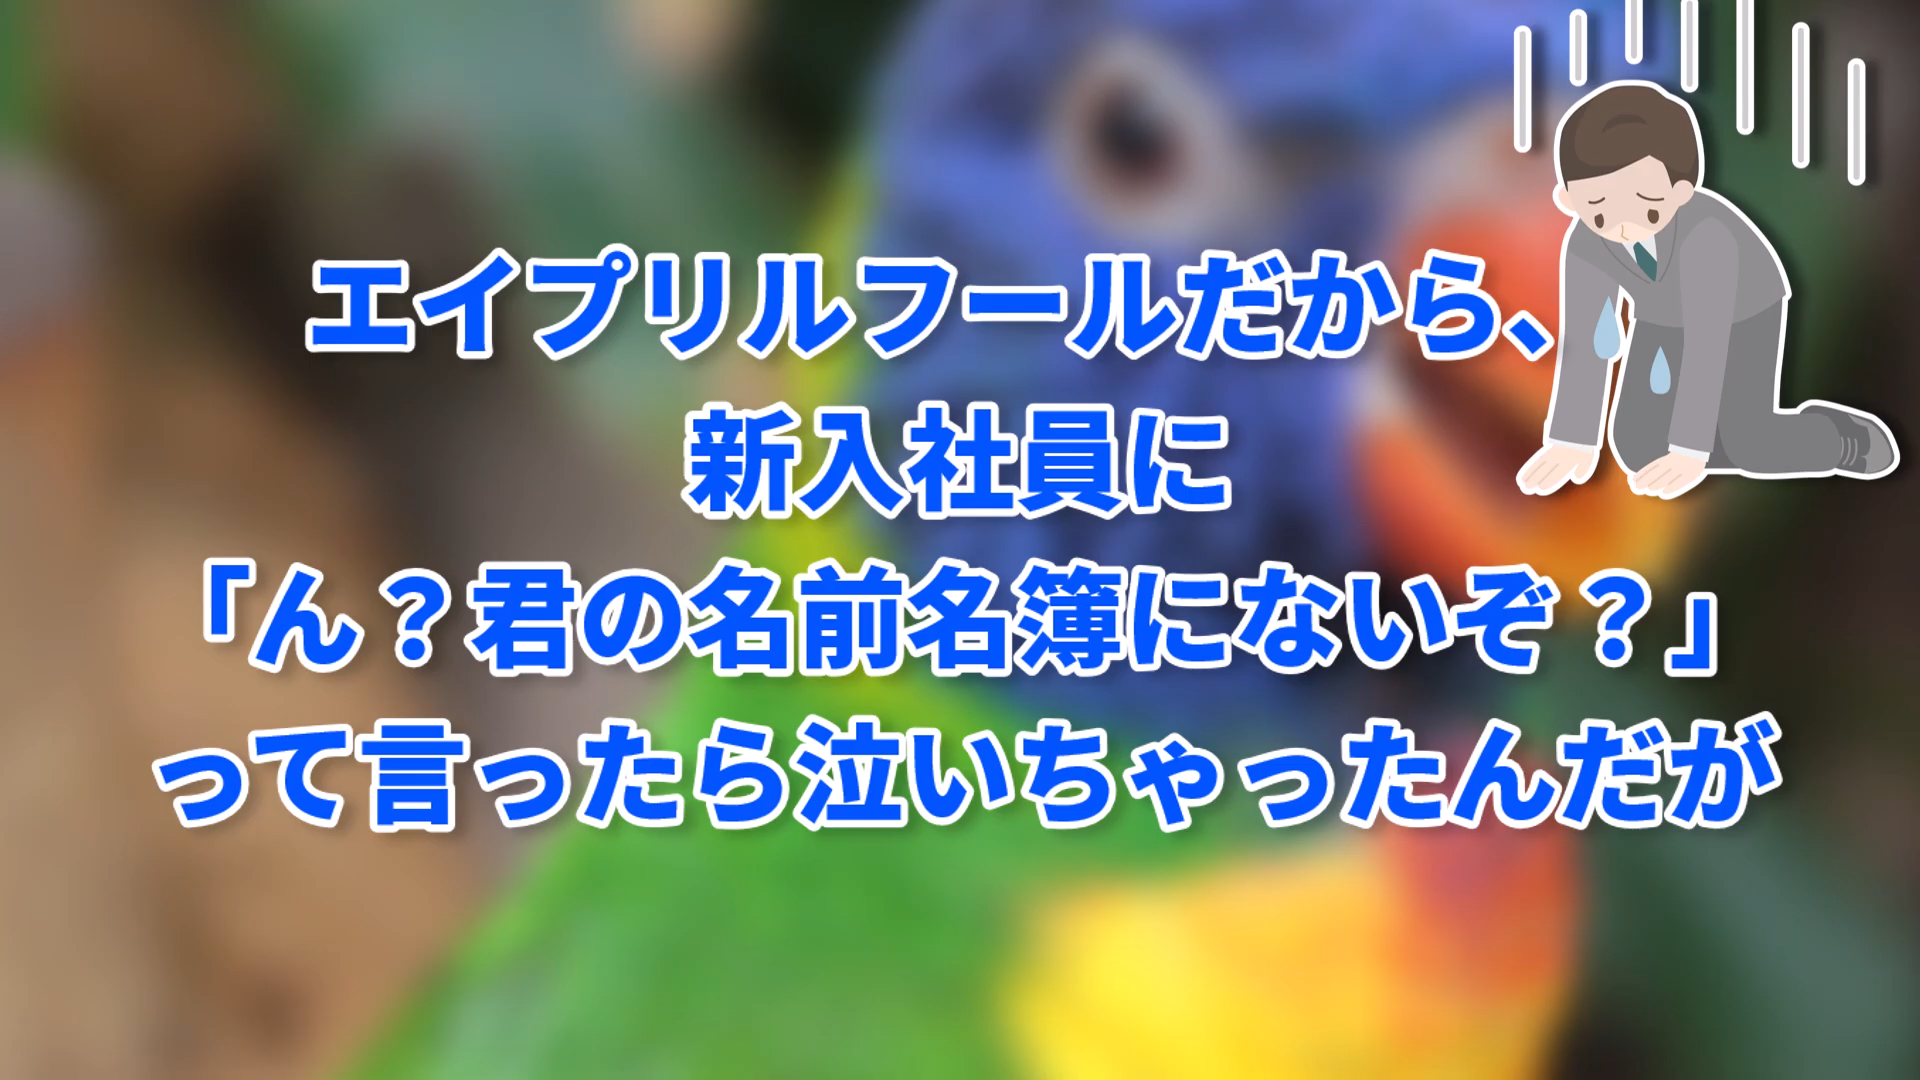 エイプリルフールだから、
新入社員に
「ん？君の名前名簿にないぞ？」
って言ったら泣いちゃったんだが